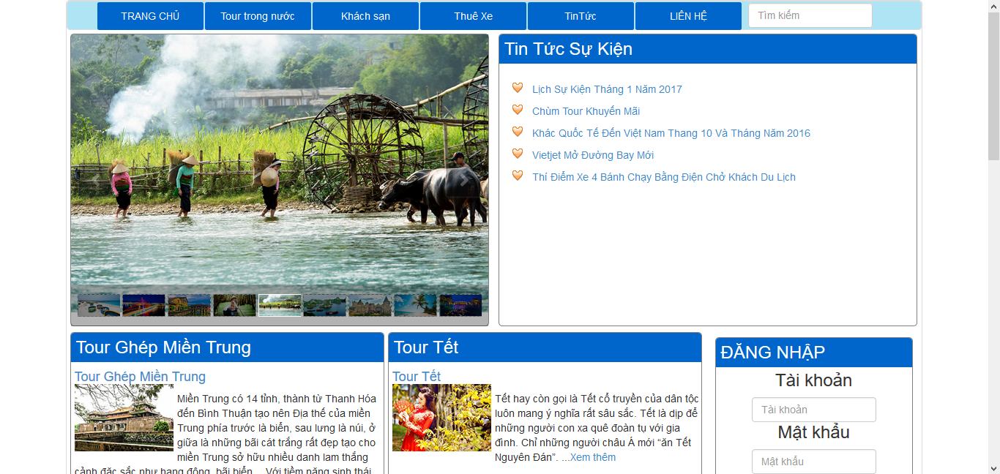 TRANG CHỦ
Tour trong nước
Khách sạn
Thuê Xe
TinTức
LIÊN HỆ
Tìm kiếm
Tin Tức Sự Kiện
Lịch Sự Kiện Tháng 1 Năm 2017
Chùm Tour Khuyến Mãi
Khác Quốc Tế Đến Việt Nam Thang 10 Và Tháng Năm 2016
Vietjet Mở Đường Bay Mới
Thí Điểm Xe 4 Bánh Chạy Bằng Điện Chở Khách Du Lịch
Tour Ghép Miền Trung
Tour Ghép Miền Trung
Miền Trung có 14 tỉnh, thành từ Thanh Hóa
đến Bình Thuận tạo nên Địa thế của miền
Trung phía trước là biển, sau lưng là núi, ở
giữa là những bãi cát trắng rất đẹp tạo cho
miền Trung sở hữu nhiều danh lam thắng
cảnh đặc sắc như hang động, bãi biển... Với tiềm năng sinh thái
Tour Tết
Tour Tết
Tết hay còn gọi là Tết cổ truyền của dân tộc
luôn mang ý nghĩa rất sâu sắc. Tết là dịp để
những người con xa quê đoàn tụ với gia
đình. Chỉ những người châu Á mới “ăn Tết
Nguyên Đán”. ...Xem thêm
ĐĂNG NHẬP
Tài khoản
Tài khoản
Mật khẩu
Mật khẩu